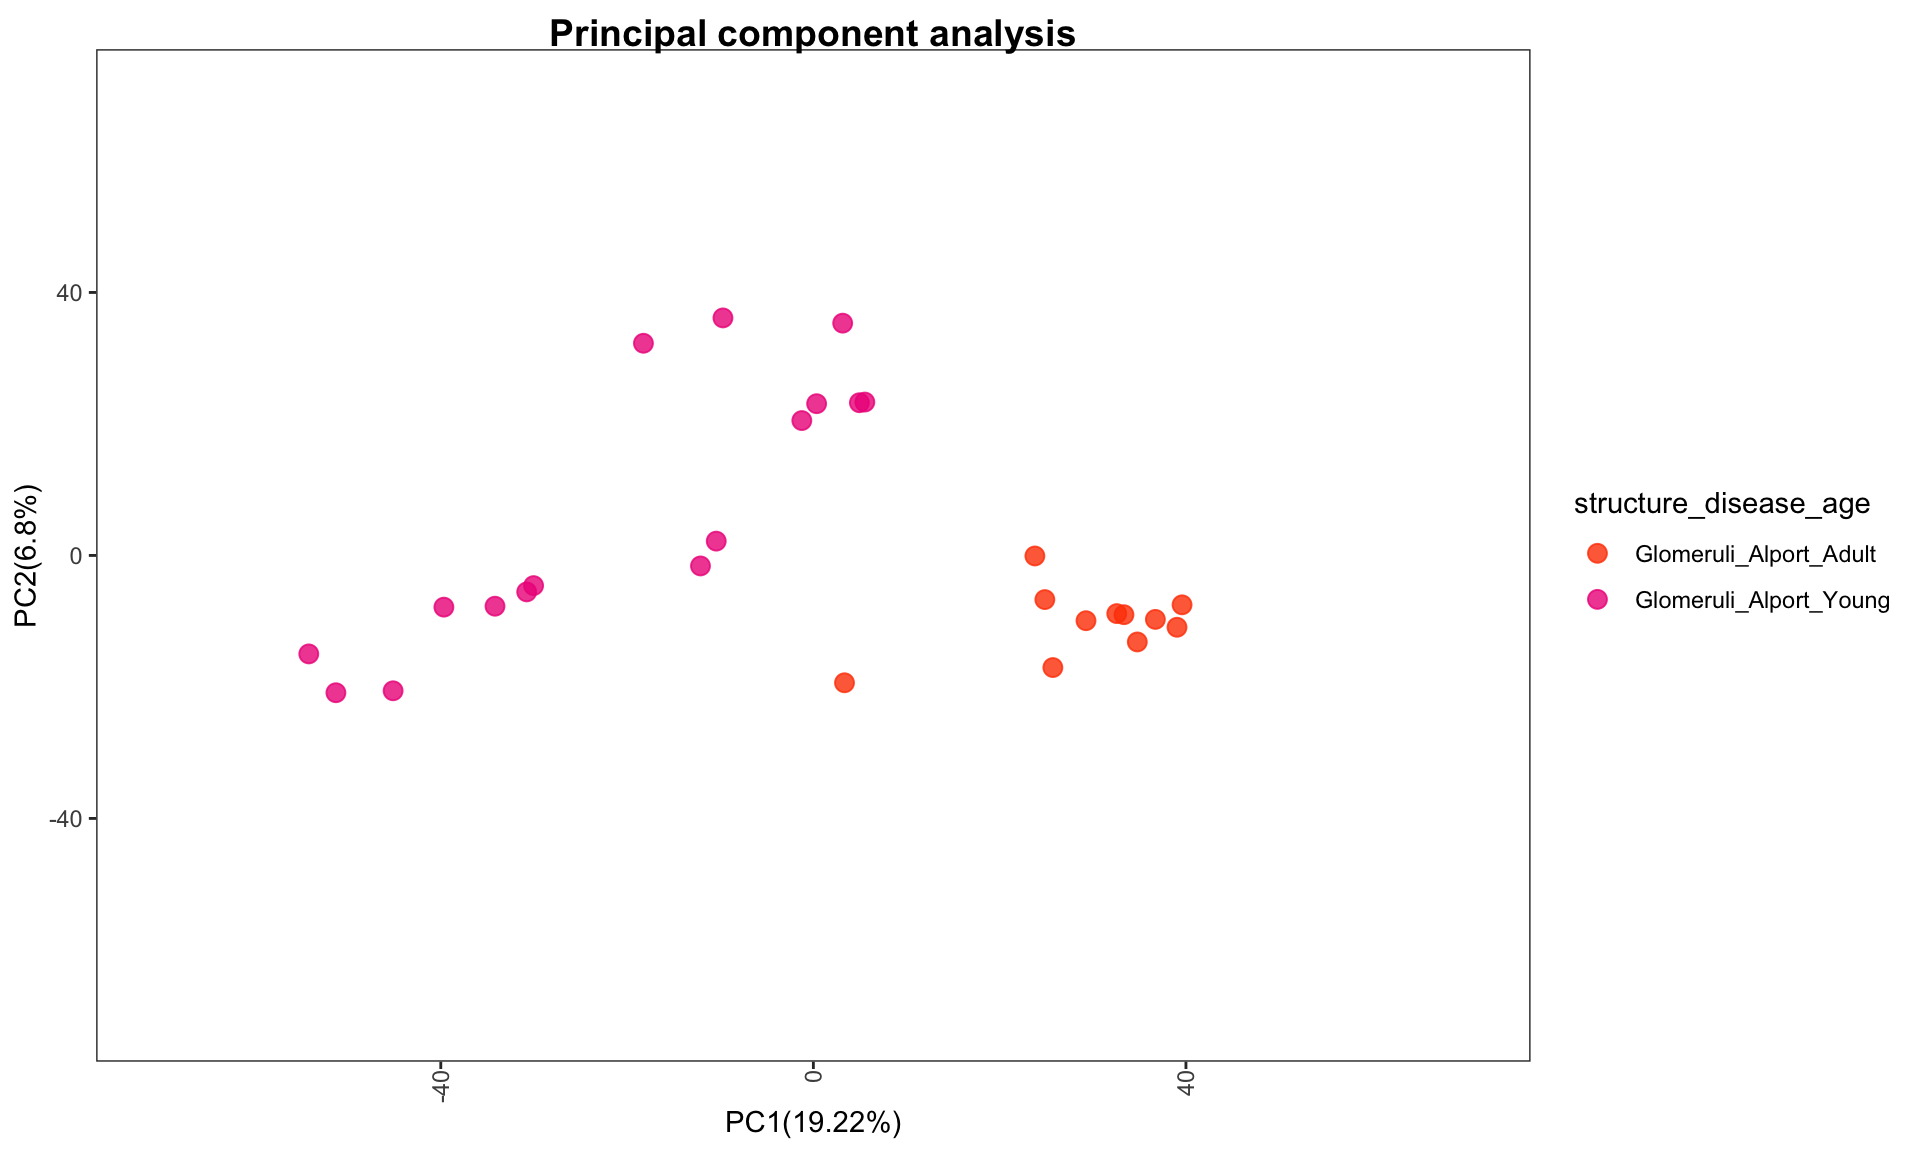 Principal component analysis
PC2(6.8%)
40
0
-40
-40
0
40
PC1(19.22%)
structure_disease_age
Glomeruli_Alport_Adult
Glomeruli_Alport_Young